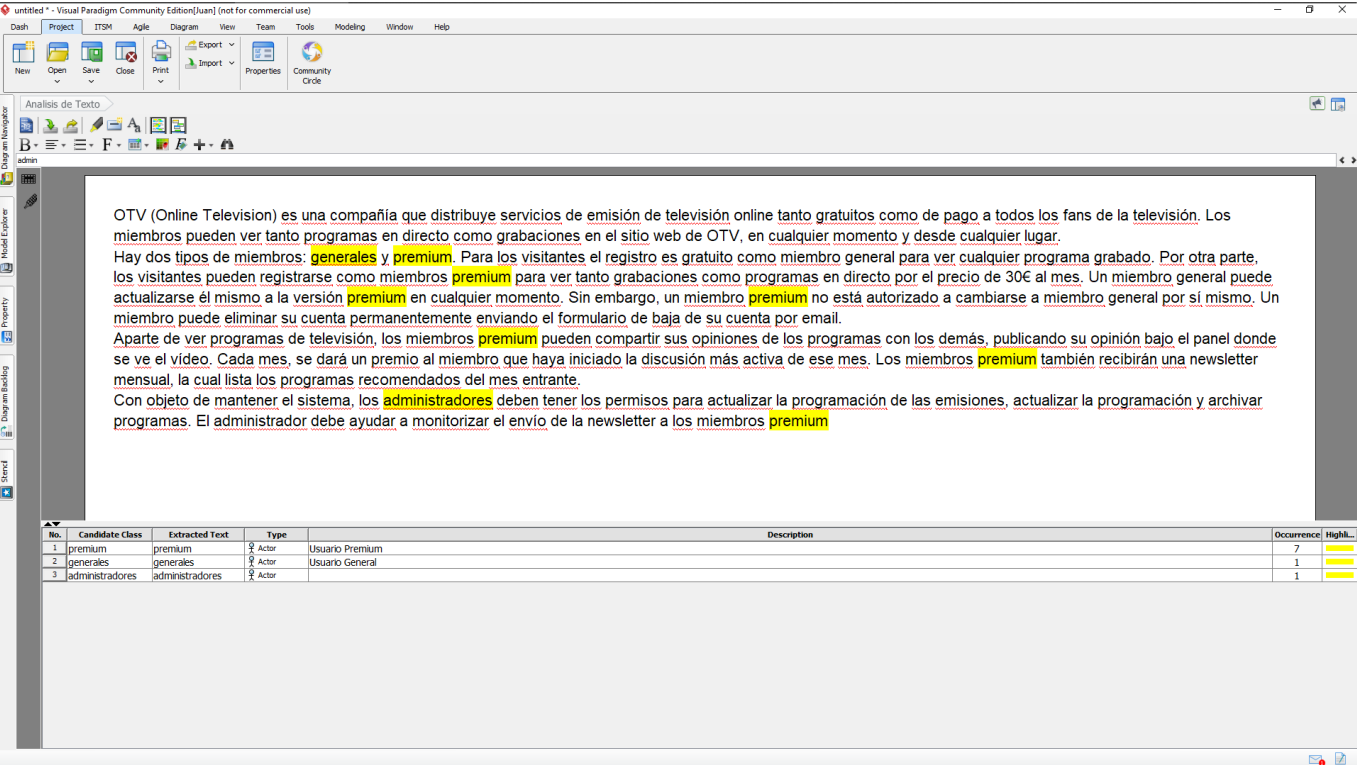 untitled * - Visual Paradigm Community Edition[Juan] (not for commercial use)
Dash Project ITSM Agile Diagram View Team Tools Modeling Window Help
Export
Import
New Open Save Close Print Properties Community Circle
Analisis de Texto
admin
Diagram Navigator
Model Explorer
Property
Diagram Backlog
Stencil
OTV (Online Television) es una compañía que distribuye servicios de emisión de televisión online tanto gratuitos como de pago a todos los fans de la televisión. Los
miembros pueden ver tanto programas en directo como grabaciones en el sitio web de OTV, en cualquier momento y desde cualquier lugar.
Hay dos tipos de miembros: generales y premium. Para los visitantes el registro es gratuito como miembro general para ver cualquier programa grabado. Por otra parte,
los visitantes pueden registrarse como miembros premium para ver tanto grabaciones como programas en directo por el precio de 30€ al mes. Un miembro general puede
actualizarse él mismo a la versión premium en cualquier momento. Sin embargo, un miembro premium no está autorizado a cambiarse a miembro general por sí mismo. Un
miembro puede eliminar su cuenta permanentemente enviando el formulario de baja de su cuenta por email.
Aparte de ver programas de televisión, los miembros premium pueden compartir sus opiniones de los programas con los demás, publicando su opinión bajo el panel donde
se ve el vídeo. Cada mes, se dará un premio al miembro que haya iniciado la discusión más activa de ese mes. Los miembros premium también recibirán una newsletter
mensual, la cual lista los programas recomendados del mes entrante.
Con objeto de mantener el sistema, los administradores deben tener los permisos para actualizar la programación de las emisiones, actualizar la programación y archivar
programas. El administrador debe ayudar a monitorizar el envío de la newsletter a los miembros premium
No. Candidate Class Extracted Text Type Description Occurrence Highli...
1 premium premium Actor Usuario Premium 7
2 generales generales Actor Usuario General 1
3 administradores administradores Actor 1